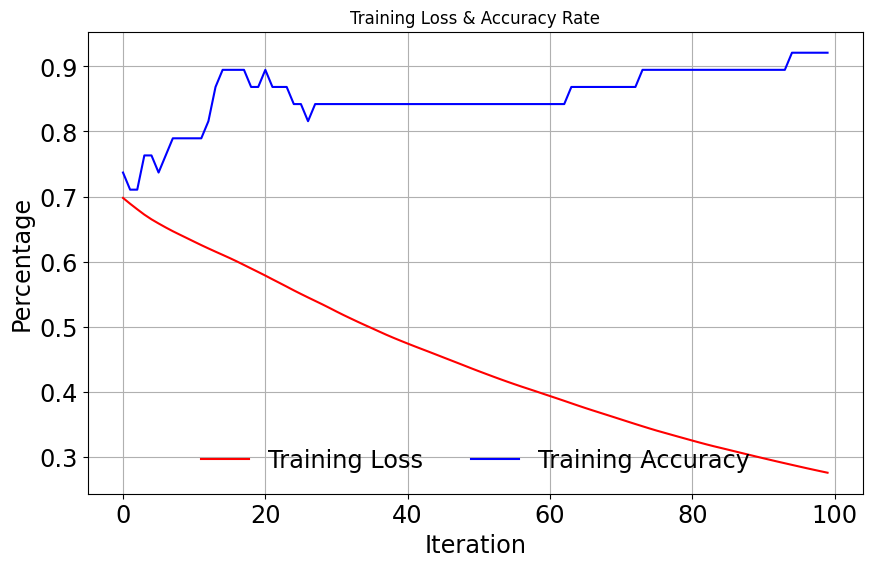 Training Loss & Accuracy Rate
Percentage
0.9
0.8
0.7
0.6
0.5
0.4
0.3
Training Loss Training Accuracy
0 20 40 60 80 100
Iteration